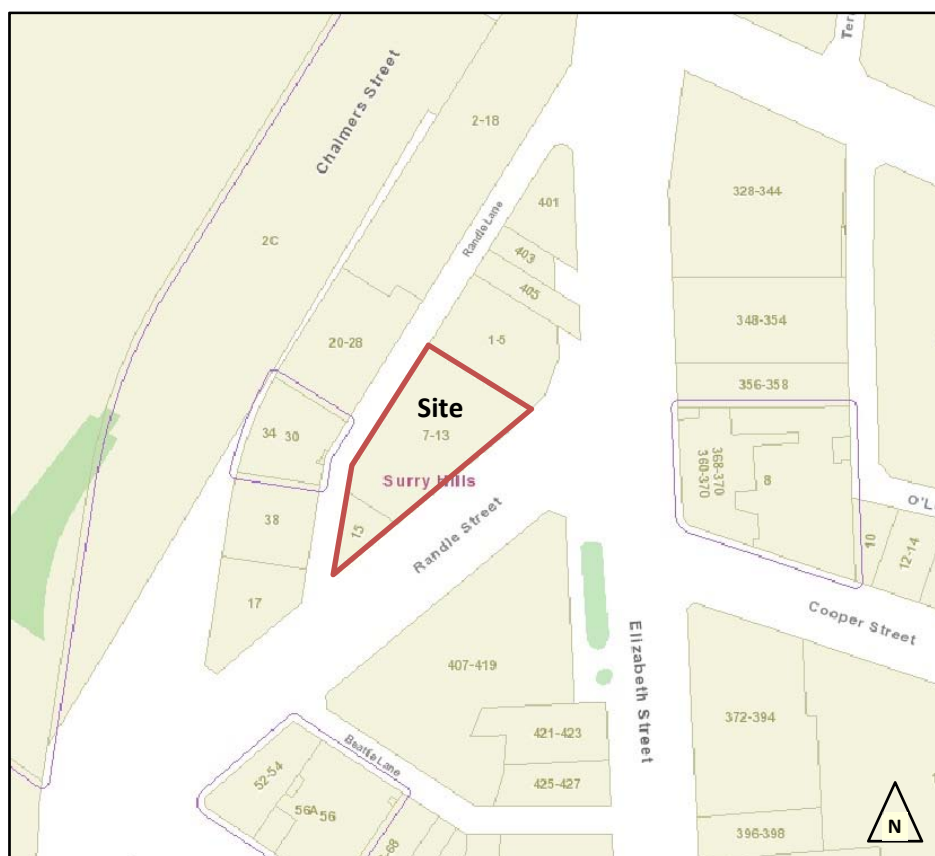 Ter
Chalmers Street
2-18
401
Randle Lane
328-344
2C
403
405
348-354
1-5
20-28
356-358
Site
7-13
34 30
368-370
360-370
8
Surry Hills
O'L
38
15
Randle Street
10
12-14
17
Cooper Street
407-419
Elizabeth Street
372-394
421-423
Beattie Lane
52-54
425-427
56A 56
N
396-398
-68